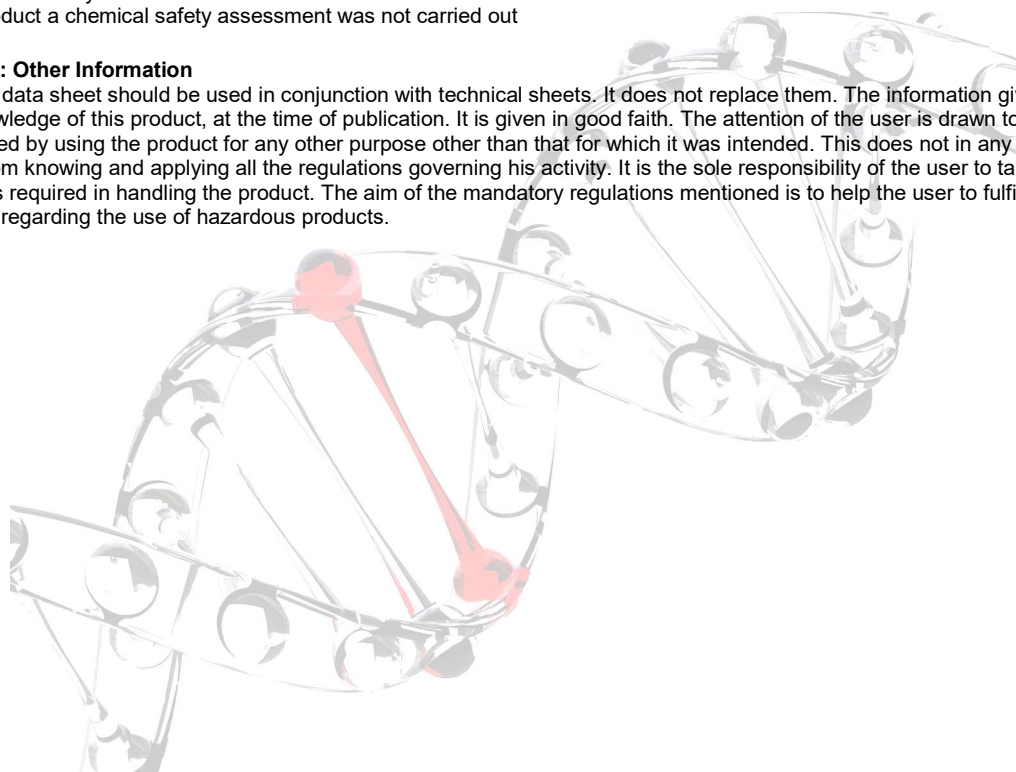 duct a chemical safety assessment was not carried out
: Other Information
data sheet should be used in conjunction with technical sheets. It does not replace them. The information gi
ledge of this product, at the time of publication. It is given in good faith. The attention of the user is drawn to
ed by using the product for any other purpose other than that for which it was intended. This does not in any
m knowing and applying all the regulations governing his activity. It is the sole responsibility of the user to ta
s required in handling the product. The aim of the mandatory regulations mentioned is to help the user to fulfi
regarding the use of hazardous products.